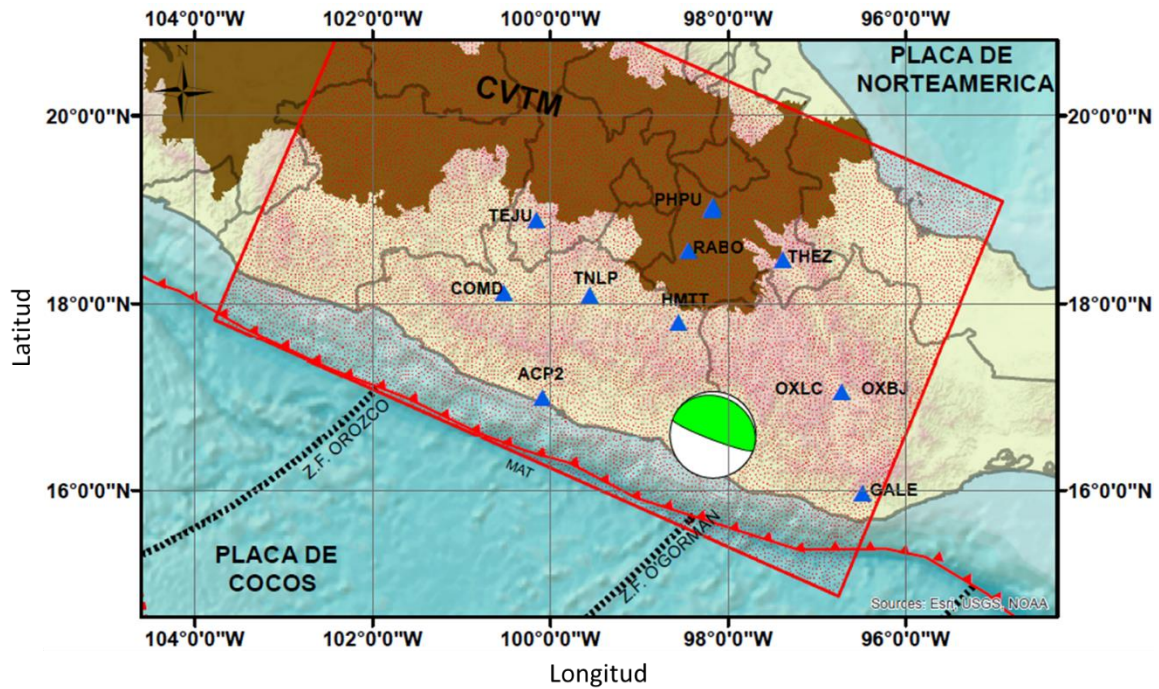 104°0'0"W 102°0'0"W 100°0'0"W 98°0'0"W 96°0'0"W
N
PLACA DE
NORTEAMERICA
CVTM
20°0'0"N 20°0'0"N
PHPU
TEJU
RABO THEZ
COMD TNLP
HMTT
18°0'0"N 18°0'0"N
ACP2
OXLC OXBJ
Z.F. OROZCO
MAT
16°0'0"N GALE 16°0'0"N
Z.F. O'GORMAN
PLACA DE
COCOS
Sources: Esri, USGS, NOAA
104°0'0"W 102°0'0"W 100°0'0"W 98°0'0"W 96°0'0"W
Latitud
Longitud